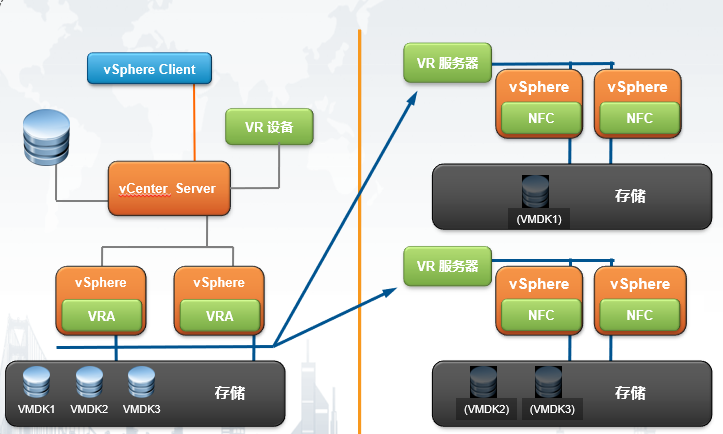 vSphere Client
VR 设备
vCenter Server
vSphere
VRA
vSphere
VRA
VMDK1
VMDK2
VMDK3
存储
VR 服务器
vSphere
NFC
vSphere
NFC
存储
(VMDK1)
VR 服务器
vSphere
NFC
vSphere
NFC
存储
(VMDK2)
(VMDK3)